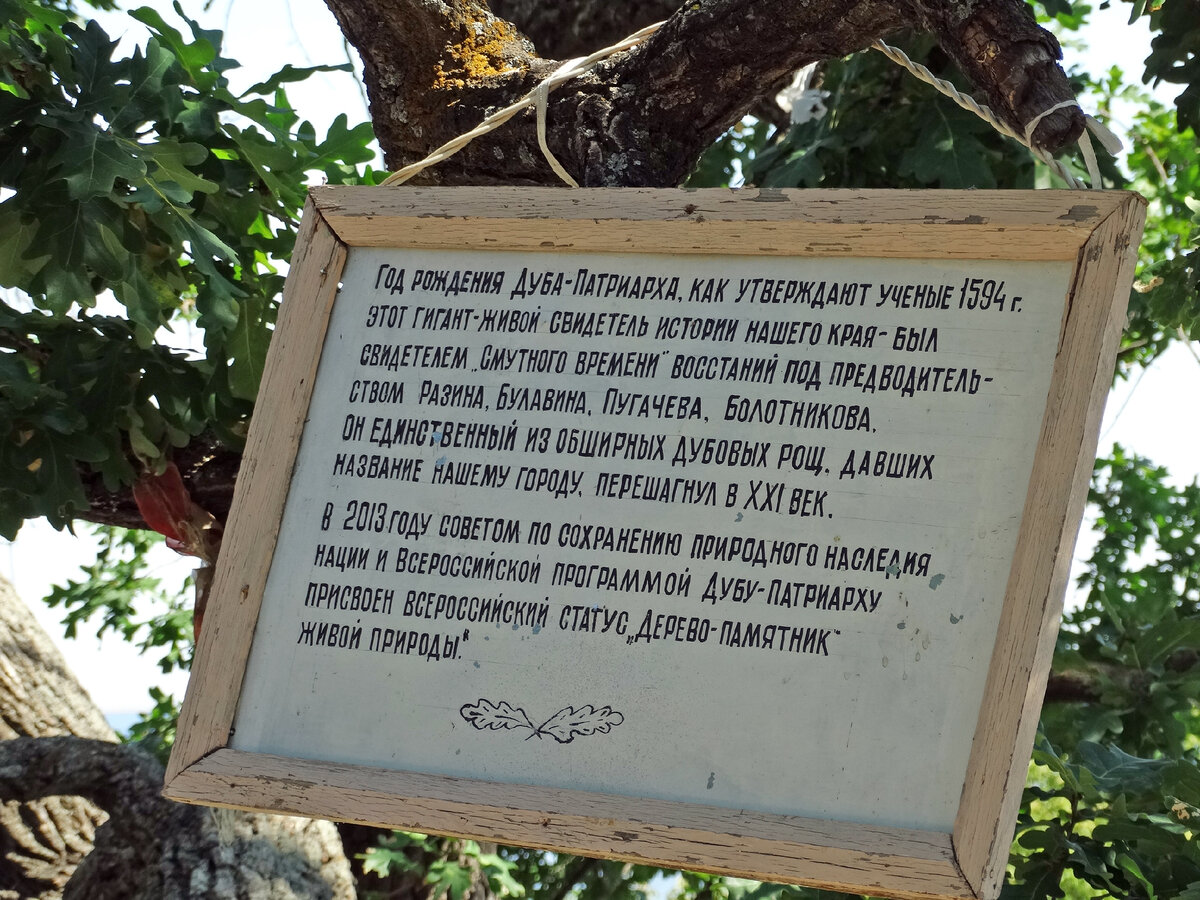 Год рождения Дуба-Патриарха, как утверждают ученые 1594 г.
этот гигант-живой свидетель истории нашего края- был
свидетелем „Смутного времени" восстаний под предводитель-
ством Разина, Булавина, Пугачева, Болотникова,
Он единственный из обширных дубовых рощ, давших
название нашему городу, перешагнул в XXI век.
В 2013 году советом по сохранению природного наследия
нации и Всероссийской программой Дубу-Патриарху
присвоен всероссийский статус „Дерево-памятник"
живой природы."